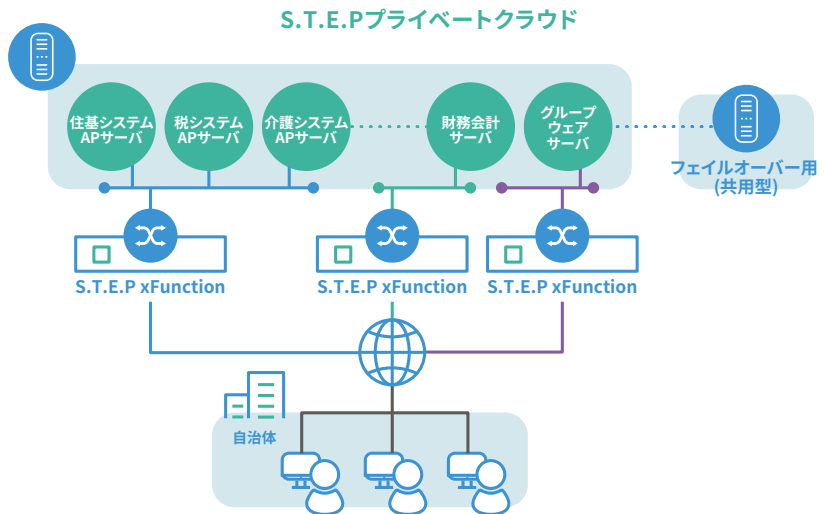 S.T.E.Pプライベートクラウド
住基システム
APサーバ
税システム
APサーバ
介護システム
APサーバ
財務会計
サーバ
グループ
ウェア
サーバ
フェイルオーバー用
(共用型)
S.T.E.P xFunction
S.T.E.P xFunction
S.T.E.P xFunction
自治体